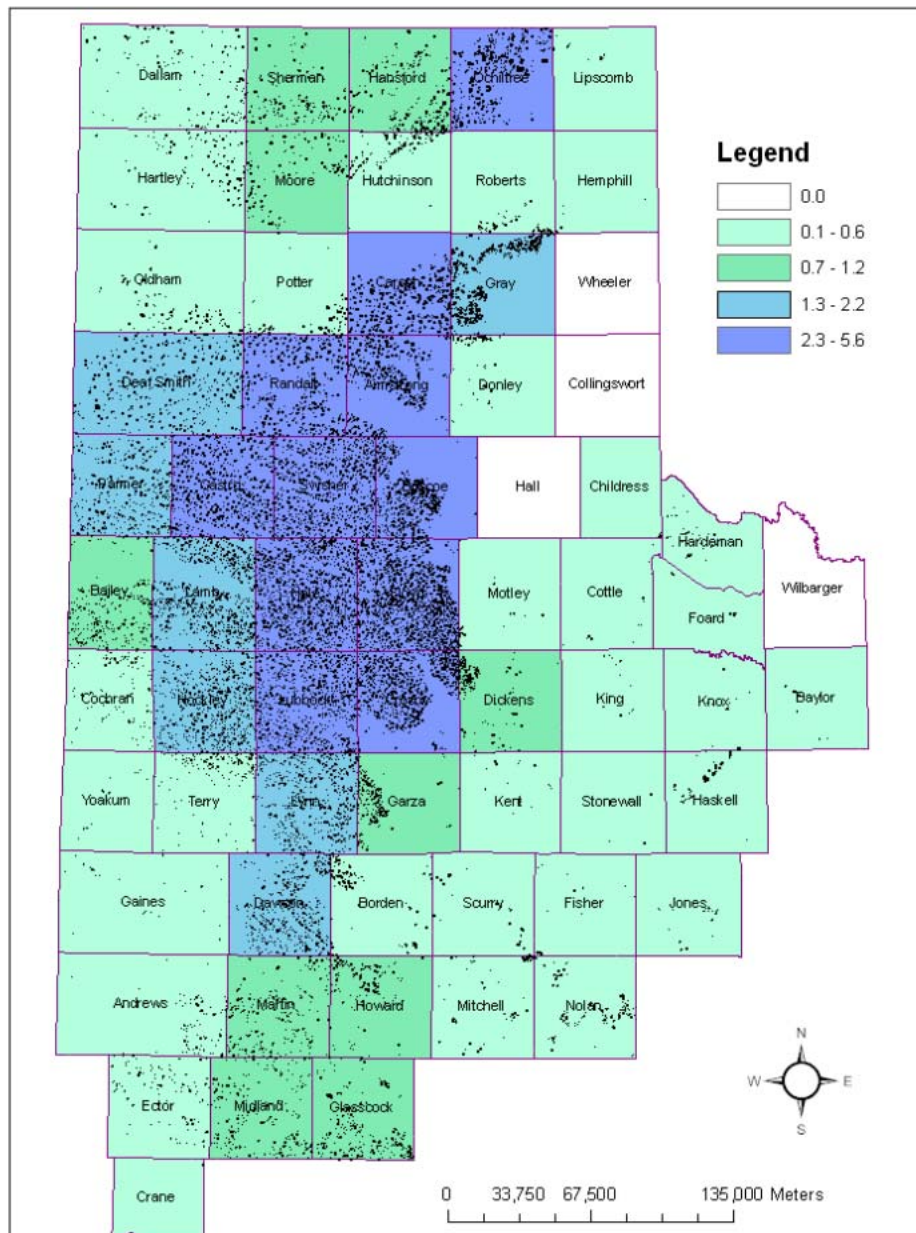 Dallam Sherman Hansford Ochiltree Lipscomb
Legend
0.0
0.1 - 0.6
0.7 - 1.2
1.3 - 2.2
2.3 - 5.6
Hartley Moore Hutchinson Roberts Hemphill
Oldham Potter Carson Gray Wheeler
Deaf Smith Randall Armstrong Donley Collingswort
Parmer Castro Swisher Briscoe Hall Childress
Hardeman
Bailey Lamb Hale Motley Cottle Foard Wilbarger
Cochran Hockley Lubbock Crosby Dickens King Knox Baylor
Yoakum Terry Lynn Garza Kent Stonewall Haskell
Gaines Dawson Borden Scurry Fisher Jones
Andrews Martin Howard Mitchell Nolan
N
W E
S
Ector Midland Glasscock
Crane
0 33,750 67,500 135,000 Meters